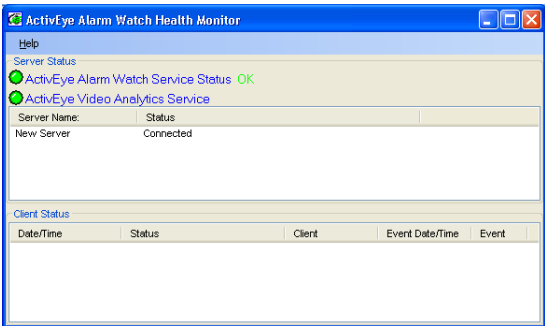 ActivEye Alarm Watch Health Monitor
Help
Server Status
ActivEye Alarm Watch Service Status OK
ActivEye Video Analytics Service
Server Name: Status
New Server Connected
Client Status
Date/Time Status Client Event Date/Time Event